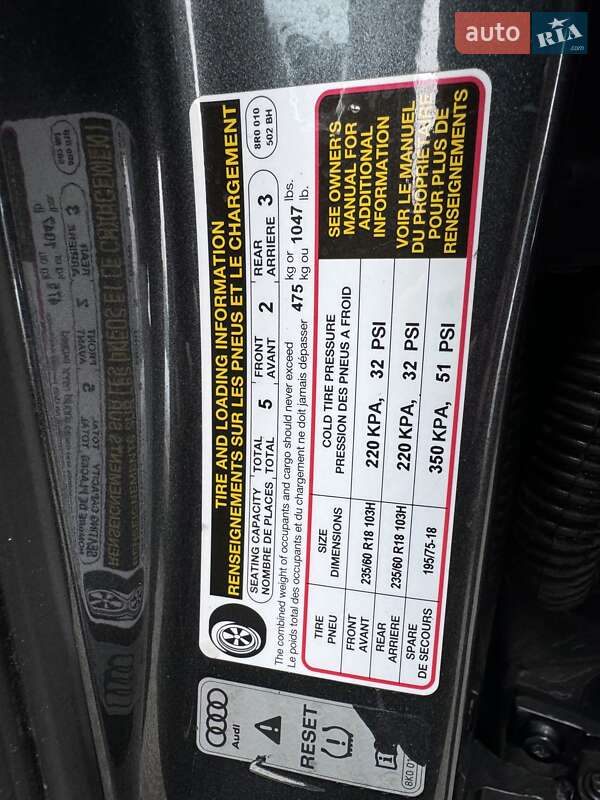 auto RIA.com
TIRE AND LOADING INFORMATION
RENSEIGNEMENTS SUR LES PNEUS ET LE CHARGEMENT
8R0 010
502 BH
SEATING CAPACITY TOTAL 5 FRONT 2 REAR 3
NOMBRE DE PLACES TOTAL AVANT ARRIERE
The combined weight of occupants and cargo should never exceed 475 kg or 1047 lbs.
Le poids total des occupants et du chargement ne doit jamais dépasser kg ou lb.
TIRE SIZE COLD TIRE PRESSURE
PNEU DIMENSIONS PRESSION DES PNEUS A FROID
FRONT 235/60 R18 103H 220 KPA, 32 PSI
AVANT
REAR 235/60 R18 103H 220 KPA, 32 PSI
ARRIERE
SPARE 195/75-18 350 KPA, 51 PSI
DE SECOURS
SEE OWNER'S
MANUAL FOR
ADDITIONAL
INFORMATION
VOIR LE MANUEL
DU PROPRIETAIRE
POUR PLUS DE
RENSEIGNEMENTS
Audi
RESET
8K0 01